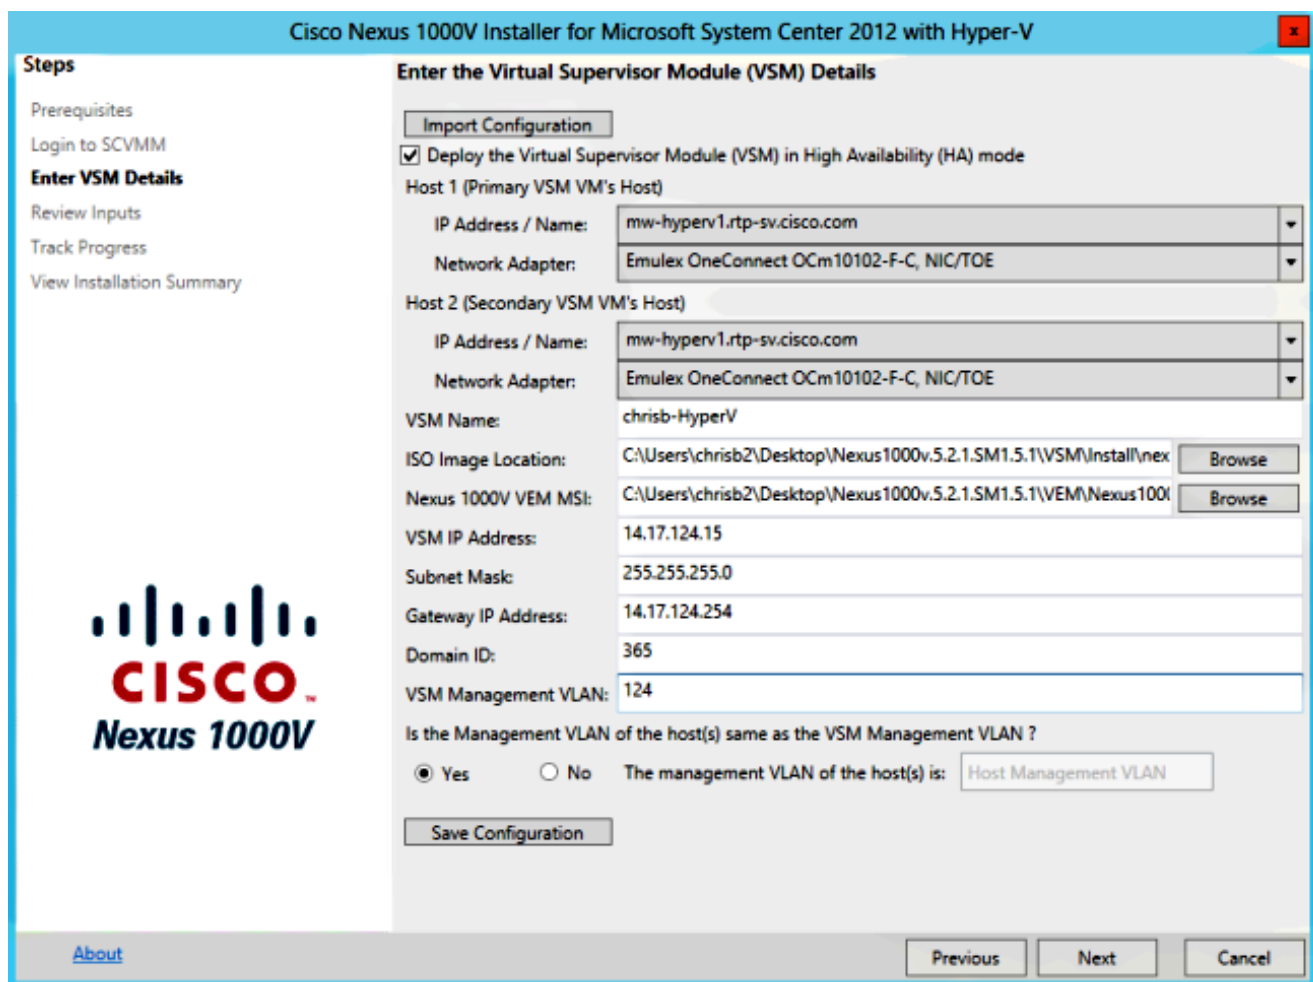 Cisco Nexus 1000V Installer for Microsoft System Center 2012 with Hyper-V
x
Steps
Prerequisites
Login to SCVMM
Enter VSM Details
Review Inputs
Track Progress
View Installation Summary
CISCO
Nexus 1000V
Enter the Virtual Supervisor Module (VSM) Details
Import Configuration
Deploy the Virtual Supervisor Module (VSM) in High Availability (HA) mode
Host 1 (Primary VSM VM's Host)
IP Address / Name: mw-hyperv1.rtp-sv.cisco.com
Network Adapter: Emulex OneConnect OCm10102-F-C, NIC/TOE
Host 2 (Secondary VSM VM's Host)
IP Address / Name: mw-hyperv1.rtp-sv.cisco.com
Network Adapter: Emulex OneConnect OCm10102-F-C, NIC/TOE
VSM Name: chrisb-HyperV
ISO Image Location: C:\Users\chrisb2\Desktop\Nexus1000v.5.2.1.SM1.5.1\VSM\Install\nex Browse
Nexus 1000V VEM MSI: C:\Users\chrisb2\Desktop\Nexus1000v.5.2.1.SM1.5.1\VEM\Nexus100 Browse
VSM IP Address: 14.17.124.15
Subnet Mask: 255.255.255.0
Gateway IP Address: 14.17.124.254
Domain ID: 365
VSM Management VLAN: 124
Is the Management VLAN of the host(s) same as the VSM Management VLAN ?
Yes No The management VLAN of the host(s) is: Host Management VLAN
Save Configuration
About Previous Next Cancel